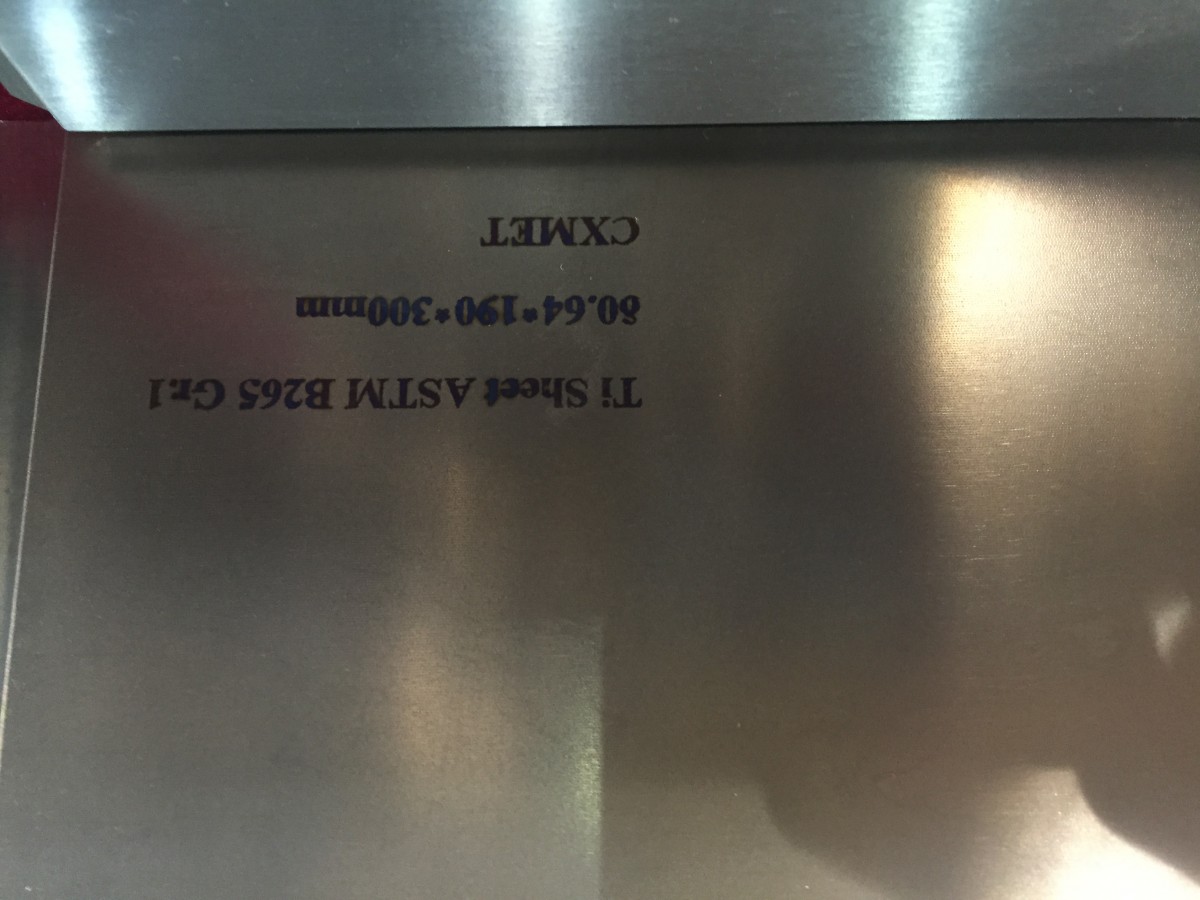 CXMET
δ0.64*190*300mm
Ti Sheet ASTM B265 Gr.1